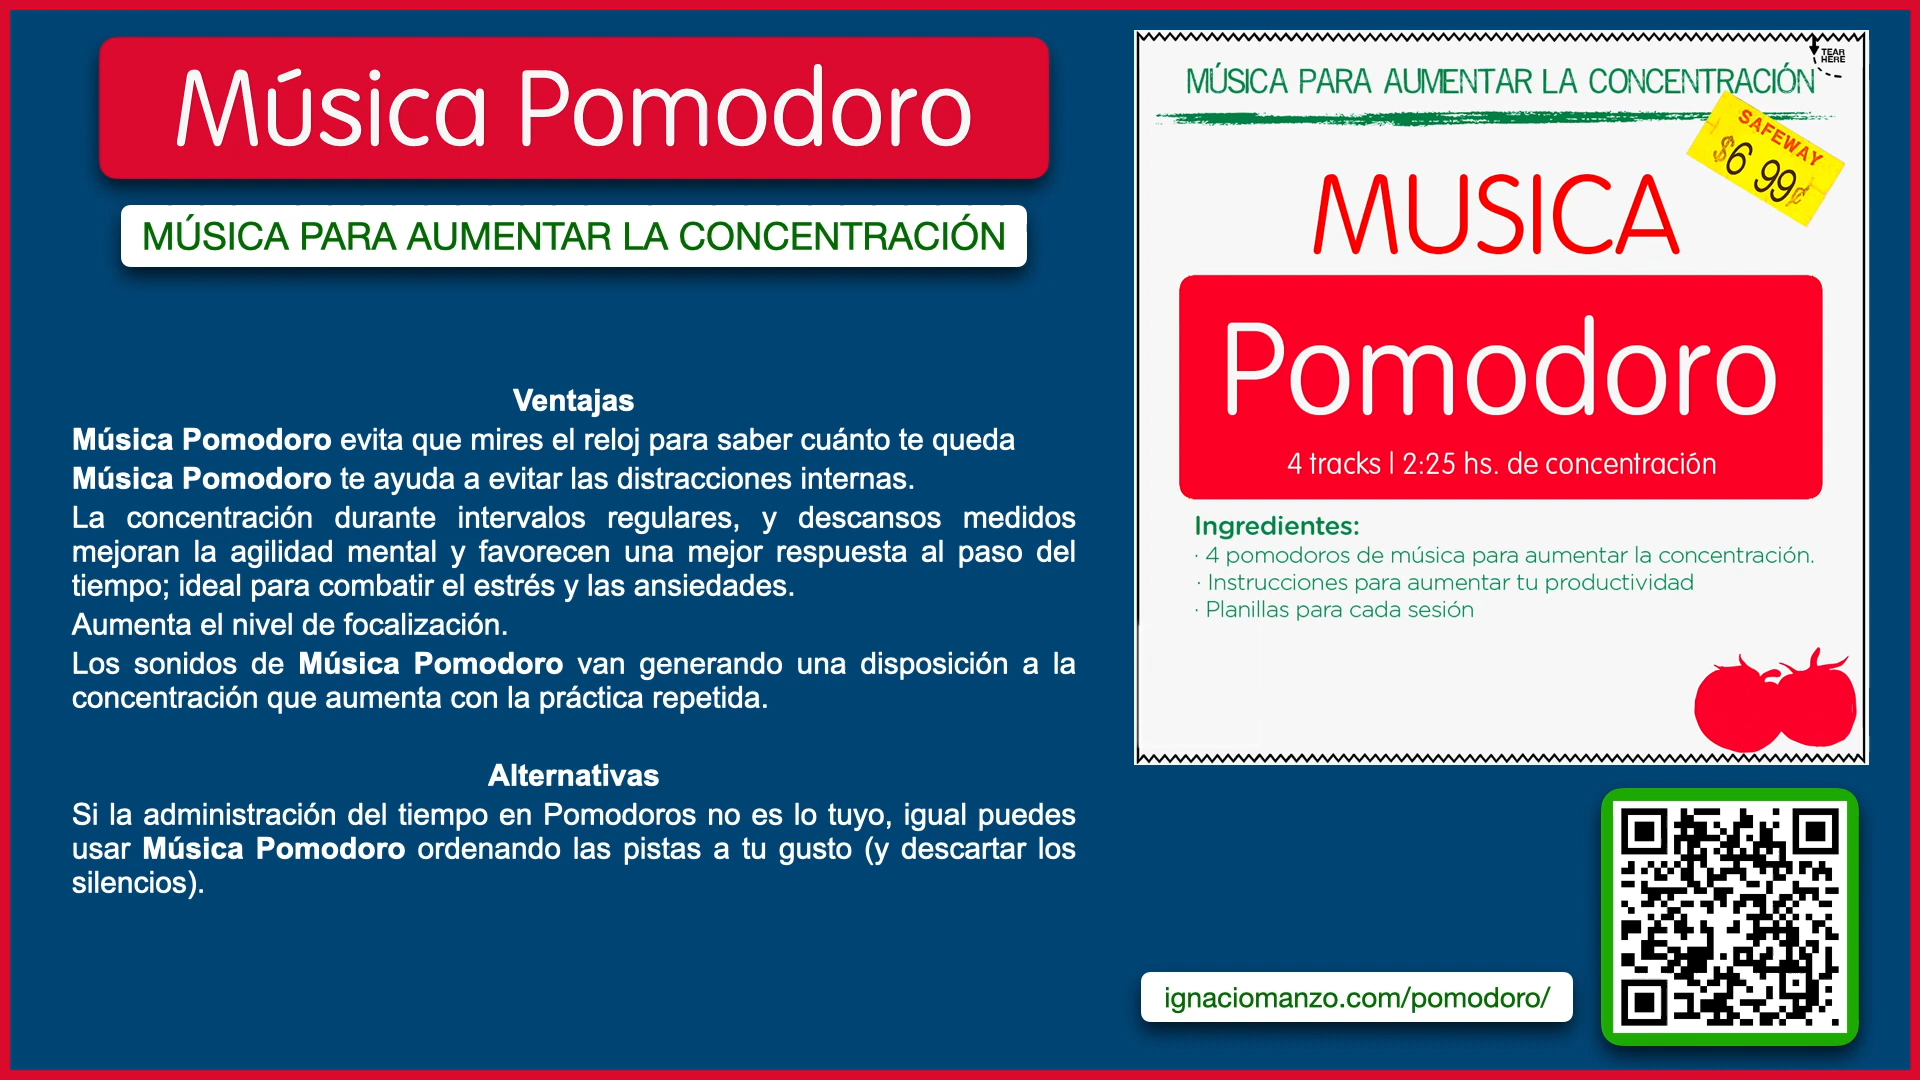 Música Pomodoro
MÚSICA PARA AUMENTAR LA CONCENTRACIÓN
Ventajas
Música Pomodoro evita que mires el reloj para saber cuánto te queda
Música Pomodoro te ayuda a evitar las distracciones internas.
La concentración durante intervalos regulares, y descansos medidos
mejoran la agilidad mental y favorecen una mejor respuesta al paso del
tiempo; ideal para combatir el estrés y las ansiedades.
Aumenta el nivel de focalización.
Los sonidos de Música Pomodoro van generando una disposición a la
concentración que aumenta con la práctica repetida.
Alternativas
Si la administración del tiempo en Pomodoros no es lo tuyo, igual puedes
usar Música Pomodoro ordenando las pistas a tu gusto (y descartar los
silencios).
TEAR
HERE
MÚSICA PARA AUMENTAR LA CONCENTRACIÓN
SAFEWAY
$6 99¢
MUSICA
Pomodoro
4 tracks | 2:25 hs. de concentración
Ingredientes:
· 4 pomodoros de música para aumentar la concentración.
· Instrucciones para aumentar tu productividad
· Planillas para cada sesión
ignaciomanzo.com/pomodoro/